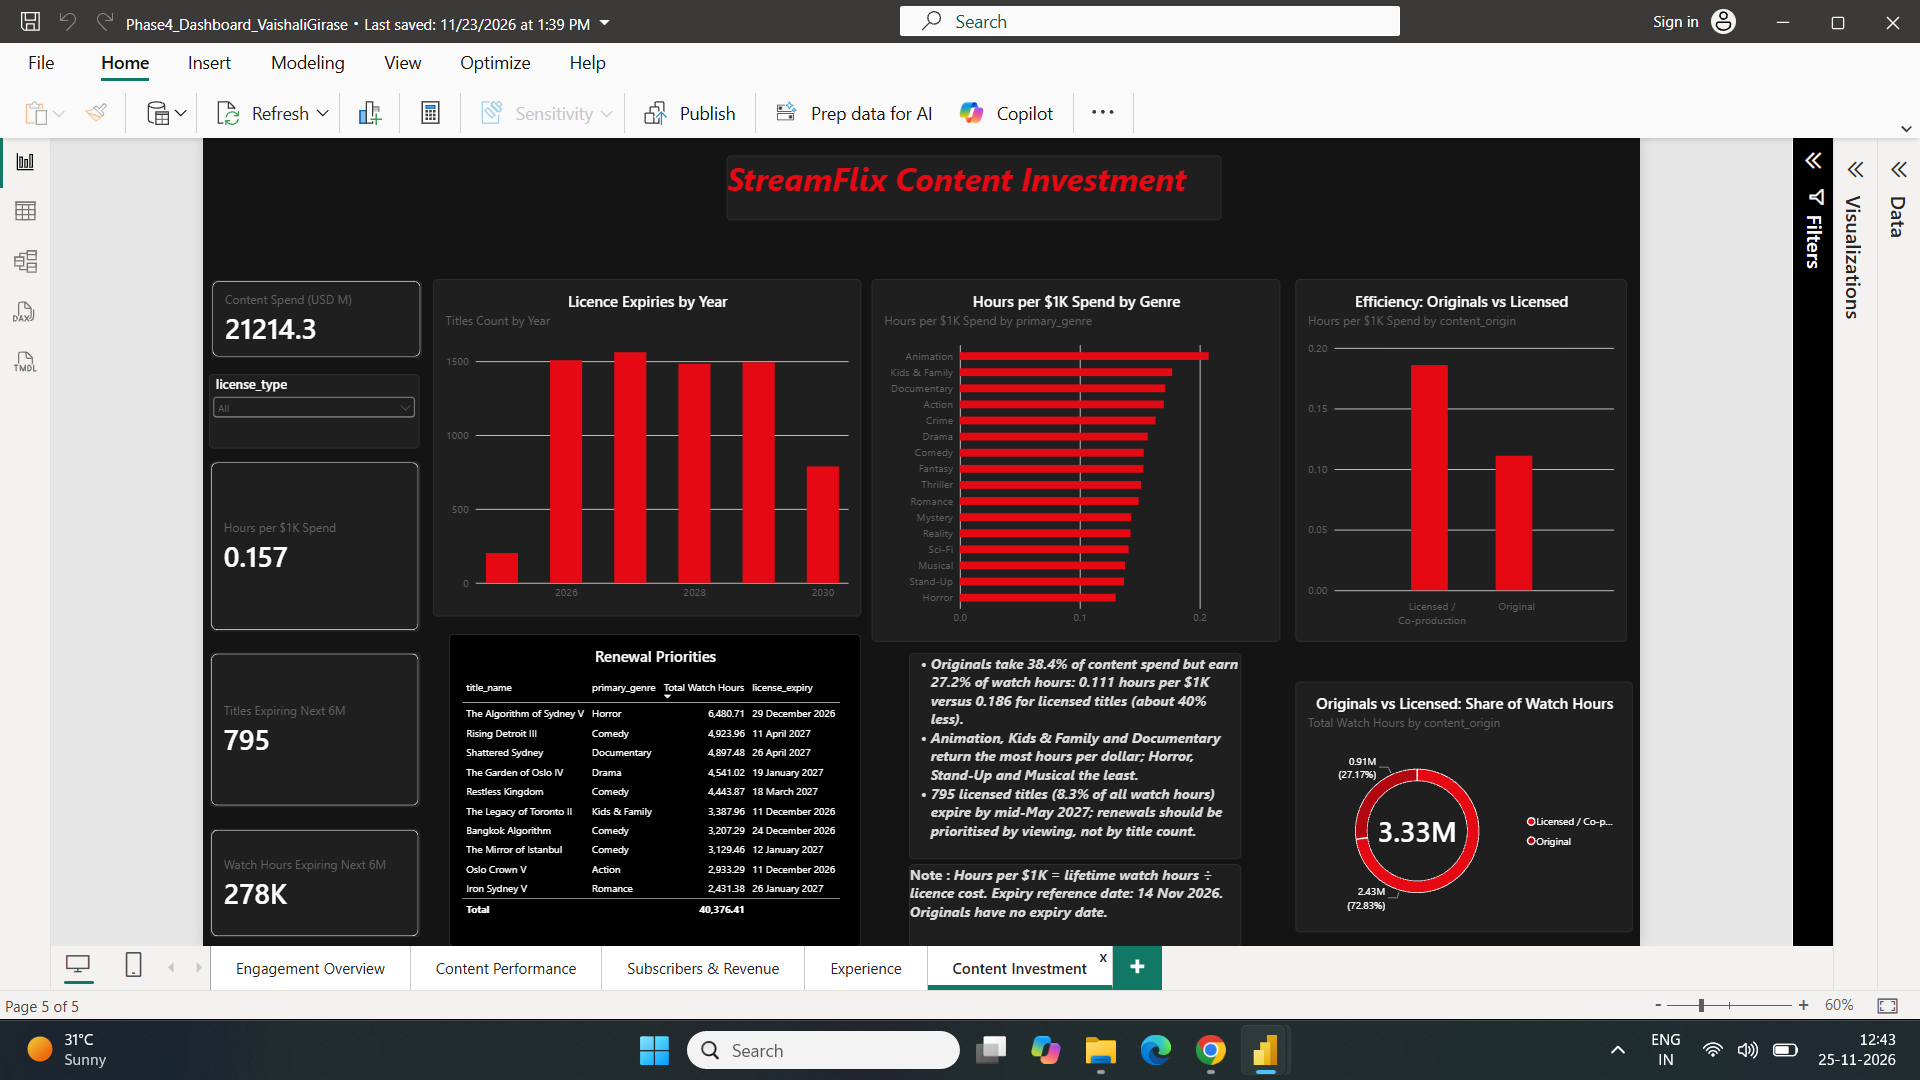 Phase4_Dashboard_VaishaliGirase • Last saved: 11/23/2026 at 1:39 PM
Search
Sign in
File
Home
Insert
Modeling
View
Optimize
Help
Refresh
Sensitivity
Publish
Prep data for AI
Copilot
DAX
TMDL
StreamFlix Content Investment
Content Spend (USD M)
21214.3
license_type
All
Hours per $1K Spend
0.157
Titles Expiring Next 6M
795
Watch Hours Expiring Next 6M
278K
Licence Expiries by Year
Titles Count by Year
1500
1000
500
0
2026
2028
2030
Hours per $1K Spend by Genre
Hours per $1K Spend by primary_genre
Animation
Kids & Family
Documentary
Action
Crime
Drama
Comedy
Fantasy
Thriller
Romance
Mystery
Reality
Sci-Fi
Musical
Stand-Up
Horror
0.0
0.1
0.2
Efficiency: Originals vs Licensed
Hours per $1K Spend by content_origin
0.20
0.15
0.10
0.05
0.00
Licensed /
Co-production
Original
Renewal Priorities
title_name primary_genre Total Watch Hours license_expiry
The Algorithm of Sydney V Horror 6,480.71 29 December 2026
Rising Detroit III Comedy 4,923.96 11 April 2027
Shattered Sydney Documentary 4,897.48 26 April 2027
The Garden of Oslo IV Drama 4,541.02 19 January 2027
Restless Kingdom Comedy 4,443.87 18 March 2027
The Legacy of Toronto II Kids & Family 3,387.96 11 December 2026
Bangkok Algorithm Comedy 3,207.29 24 December 2026
The Mirror of Istanbul Comedy 3,129.46 12 January 2027
Oslo Crown V Action 2,933.29 11 December 2026
Iron Sydney V Romance 2,431.38 26 January 2027
Total 40,376.41
• Originals take 38.4% of content spend but earn
27.2% of watch hours: 0.111 hours per $1K
versus 0.186 for licensed titles (about 40%
less).
• Animation, Kids & Family and Documentary
return the most hours per dollar; Horror,
Stand-Up and Musical the least.
• 795 licensed titles (8.3% of all watch hours)
expire by mid-May 2027; renewals should be
prioritised by viewing, not by title count.
Note : Hours per $1K = lifetime watch hours ÷
licence cost. Expiry reference date: 14 Nov 2026.
Originals have no expiry date.
Originals vs Licensed: Share of Watch Hours
Total Watch Hours by content_origin
0.91M
(27.17%)
3.33M
2.43M
(72.83%)
Licensed / Co-p...
Original
Filters
Visualizations
Data
Engagement Overview
Content Performance
Subscribers & Revenue
Experience
Content Investment
x
+
Page 5 of 5
- + 60%
31°C
Sunny
Search
ENG
IN
12:43
25-11-2026